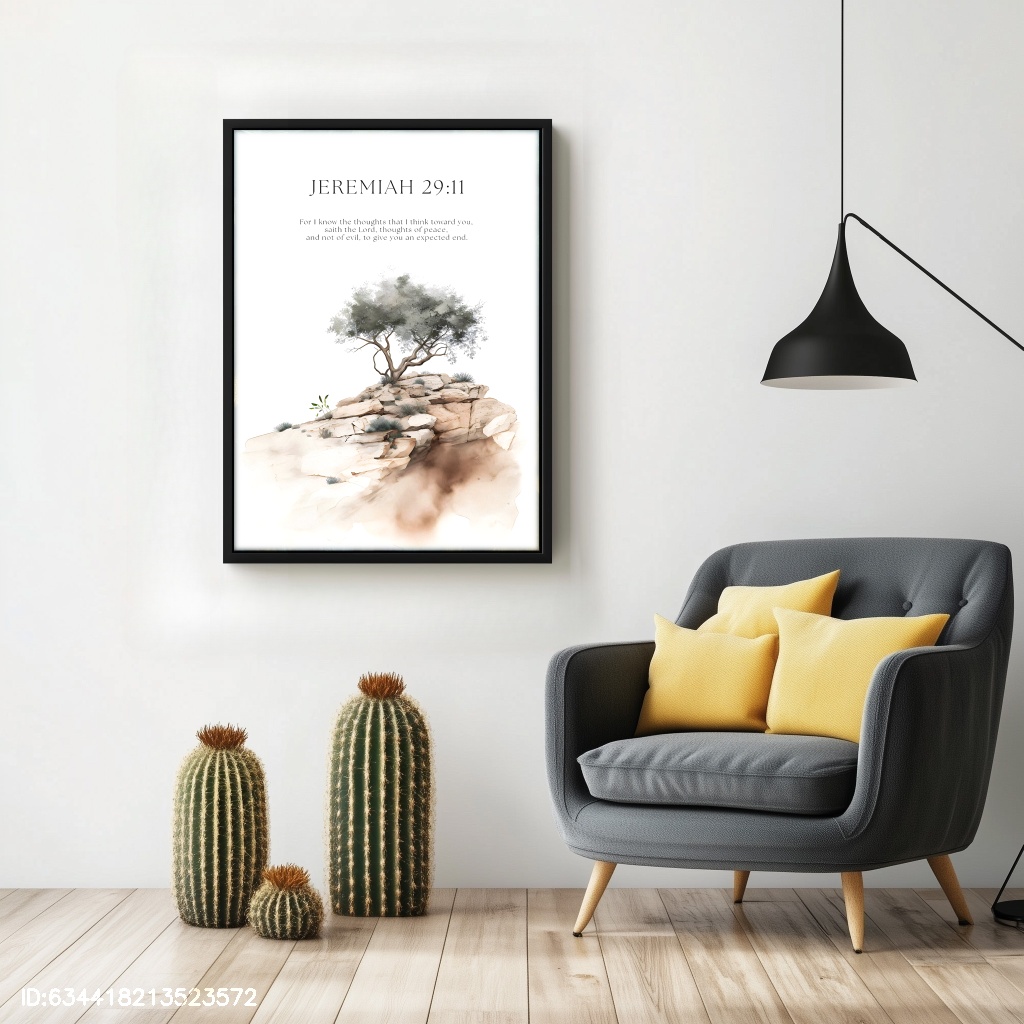 JEREMIAH 29:11
For I know the thoughts that I think toward you,
saith the Lord, thoughts of peace,
and not of evil, to give you an expected end.
ID:634418213523572